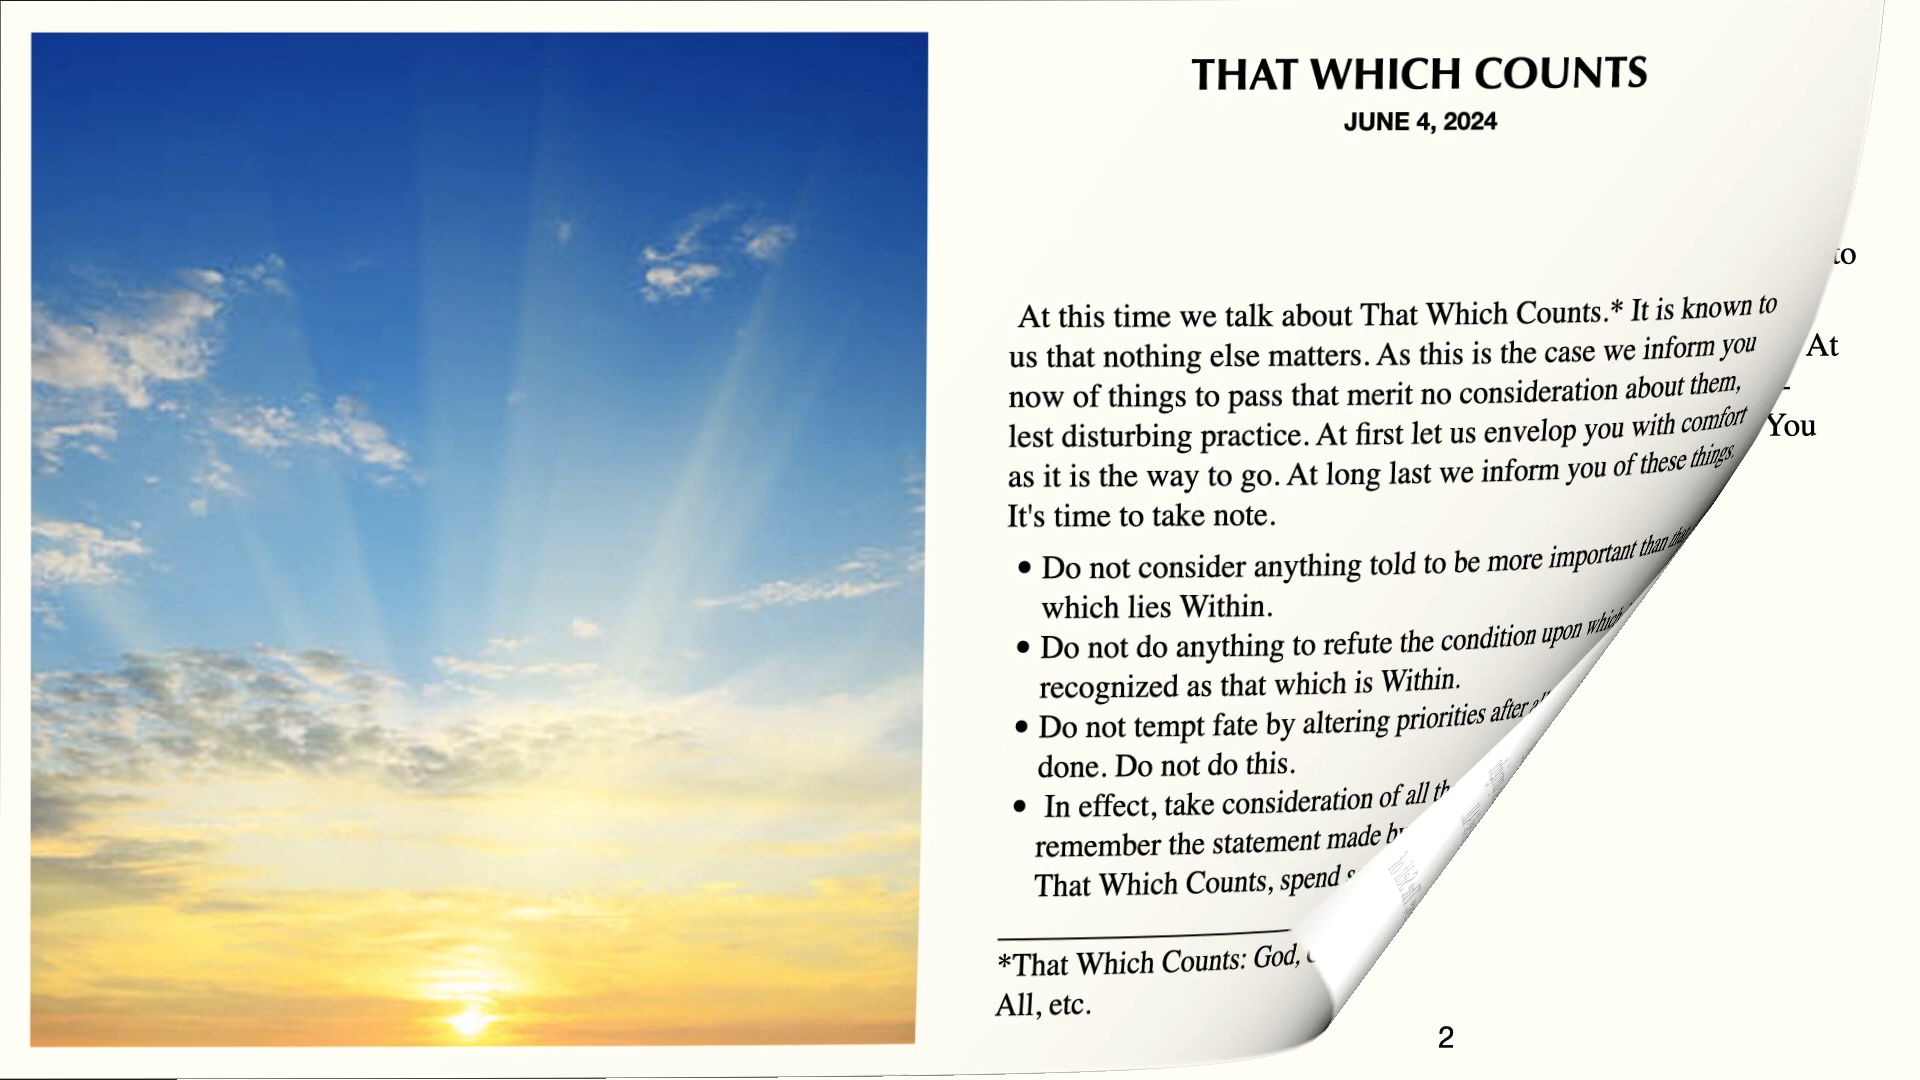 THAT WHICH COUNTS
JUNE 4, 2024
to
At this time we talk about That Which Counts.* It is known to
us that nothing else matters. As this is the case we inform you
At
now of things to pass that merit no consideration about them,
-
lest disturbing practice. At first let us envelop you with comfort
You
as it is the way to go. At long last we inform you of these things.
It's time to take note.
• Do not consider anything told to be more important than that
which lies Within.
• Do not do anything to refute the condition upon which
recognized as that which is Within.
• Do not tempt fate by altering priorities after
done. Do not do this.
• In effect, take consideration of all
remember the statement made by
That Which Counts, spend
*That Which Counts: God,
All, etc.
2